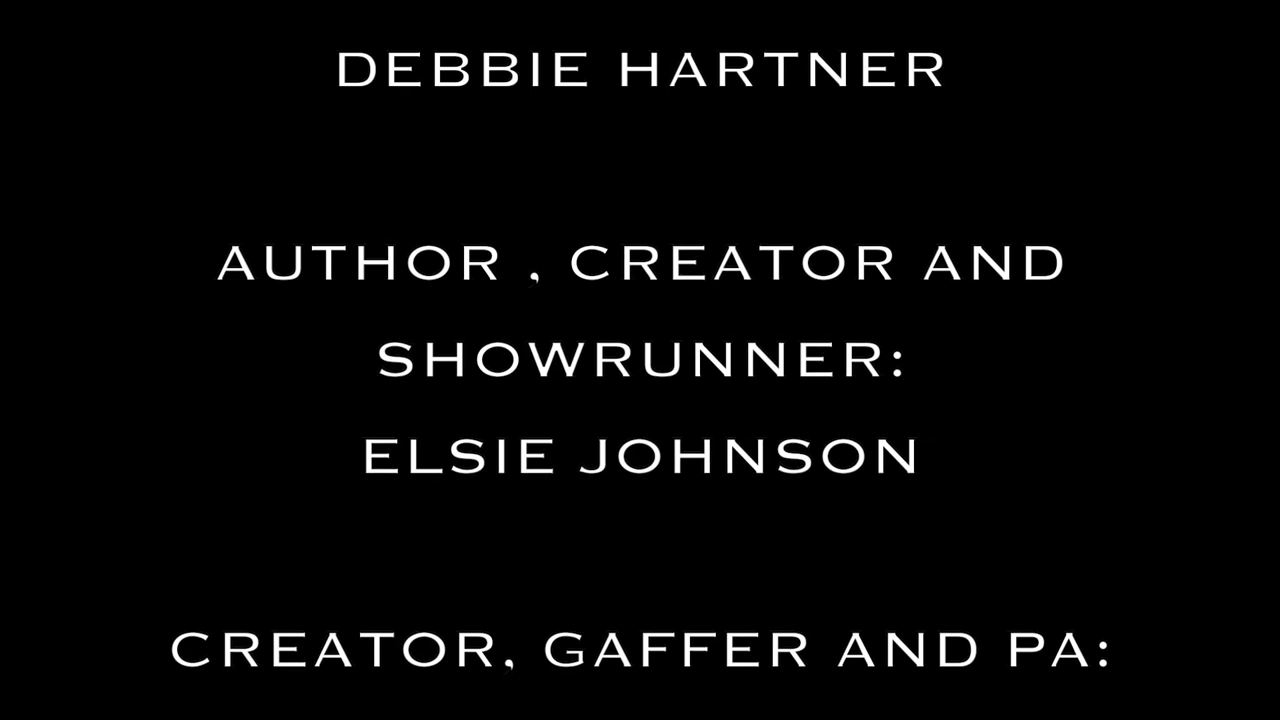 DEBBIE HARTNER
AUTHOR , CREATOR AND
SHOWRUNNER:
ELSIE JOHNSON
CREATOR, GAFFER AND PA: